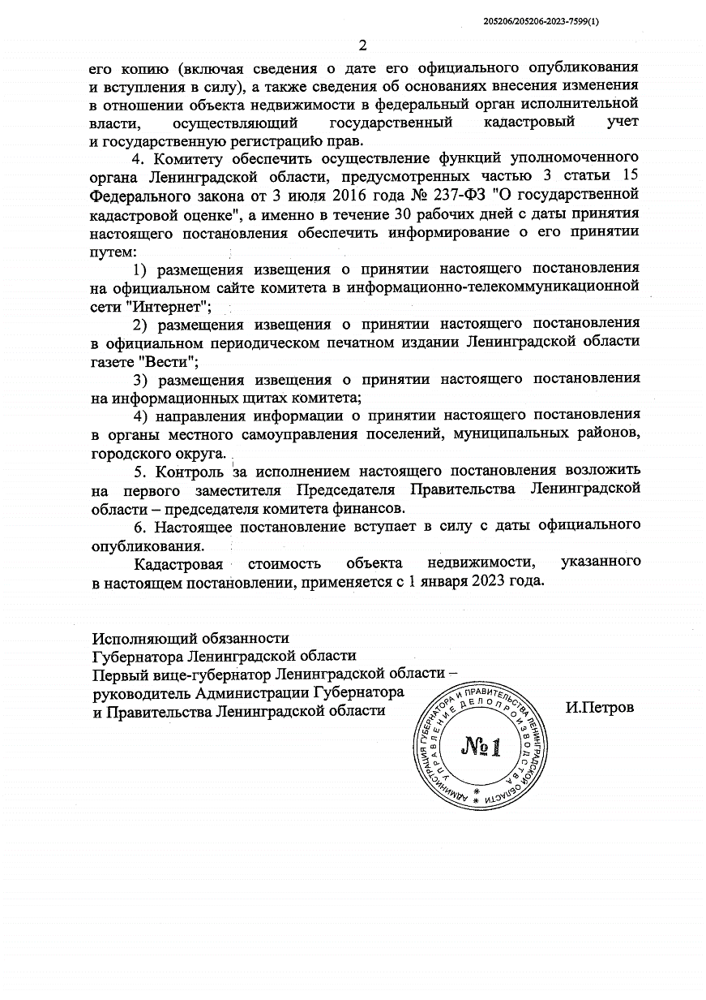 205206/205206-2023-7599(1)
2
его копию (включая сведения о дате его официального опубликования
и вступления в силу), а также сведения об основаниях внесения изменения
в отношении объекта недвижимости в федеральный орган исполнительной
власти, осуществляющий государственный кадастровый учет
и государственную регистрацию прав.
4. Комитету обеспечить осуществление функций уполномоченного
органа Ленинградской области, предусмотренных частью 3 статьи 15
Федерального закона от 3 июля 2016 года № 237-ФЗ "О государственной
кадастровой оценке", а именно в течение 30 рабочих дней с даты принятия
настоящего постановления обеспечить информирование о его принятии
путем:
1) размещения извещения о принятии настоящего постановления
на официальном сайте комитета в информационно-телекоммуникационной
сети "Интернет";
2) размещения извещения о принятии настоящего постановления
в официальном периодическом печатном издании Ленинградской области
газете "Вести";
3) размещения извещения о принятии настоящего постановления
на информационных щитах комитета;
4) направления информации о принятии настоящего постановления
в органы местного самоуправления поселений, муниципальных районов,
городского округа.
5. Контроль за исполнением настоящего постановления возложить
на первого заместителя Председателя Правительства Ленинградской
области – председателя комитета финансов.
6. Настоящее постановление вступает в силу с даты официального
опубликования.
Кадастровая стоимость объекта недвижимости, указанного
в настоящем постановлении, применяется с 1 января 2023 года.
Исполняющий обязанности
Губернатора Ленинградской области
Первый вице-губернатор Ленинградской области –
руководитель Администрации Губернатора
и Правительства Ленинградской области
И.Петров
АДМИНИСТРАЦИЯ ГУБЕРНАТОРА И ПРАВИТЕЛЬСТВА ЛЕНИНГРАДСКОЙ ОБЛАСТИ *
УПРАВЛЕНИЕ ДЕЛОПРОИЗВОДСТВА *
№1